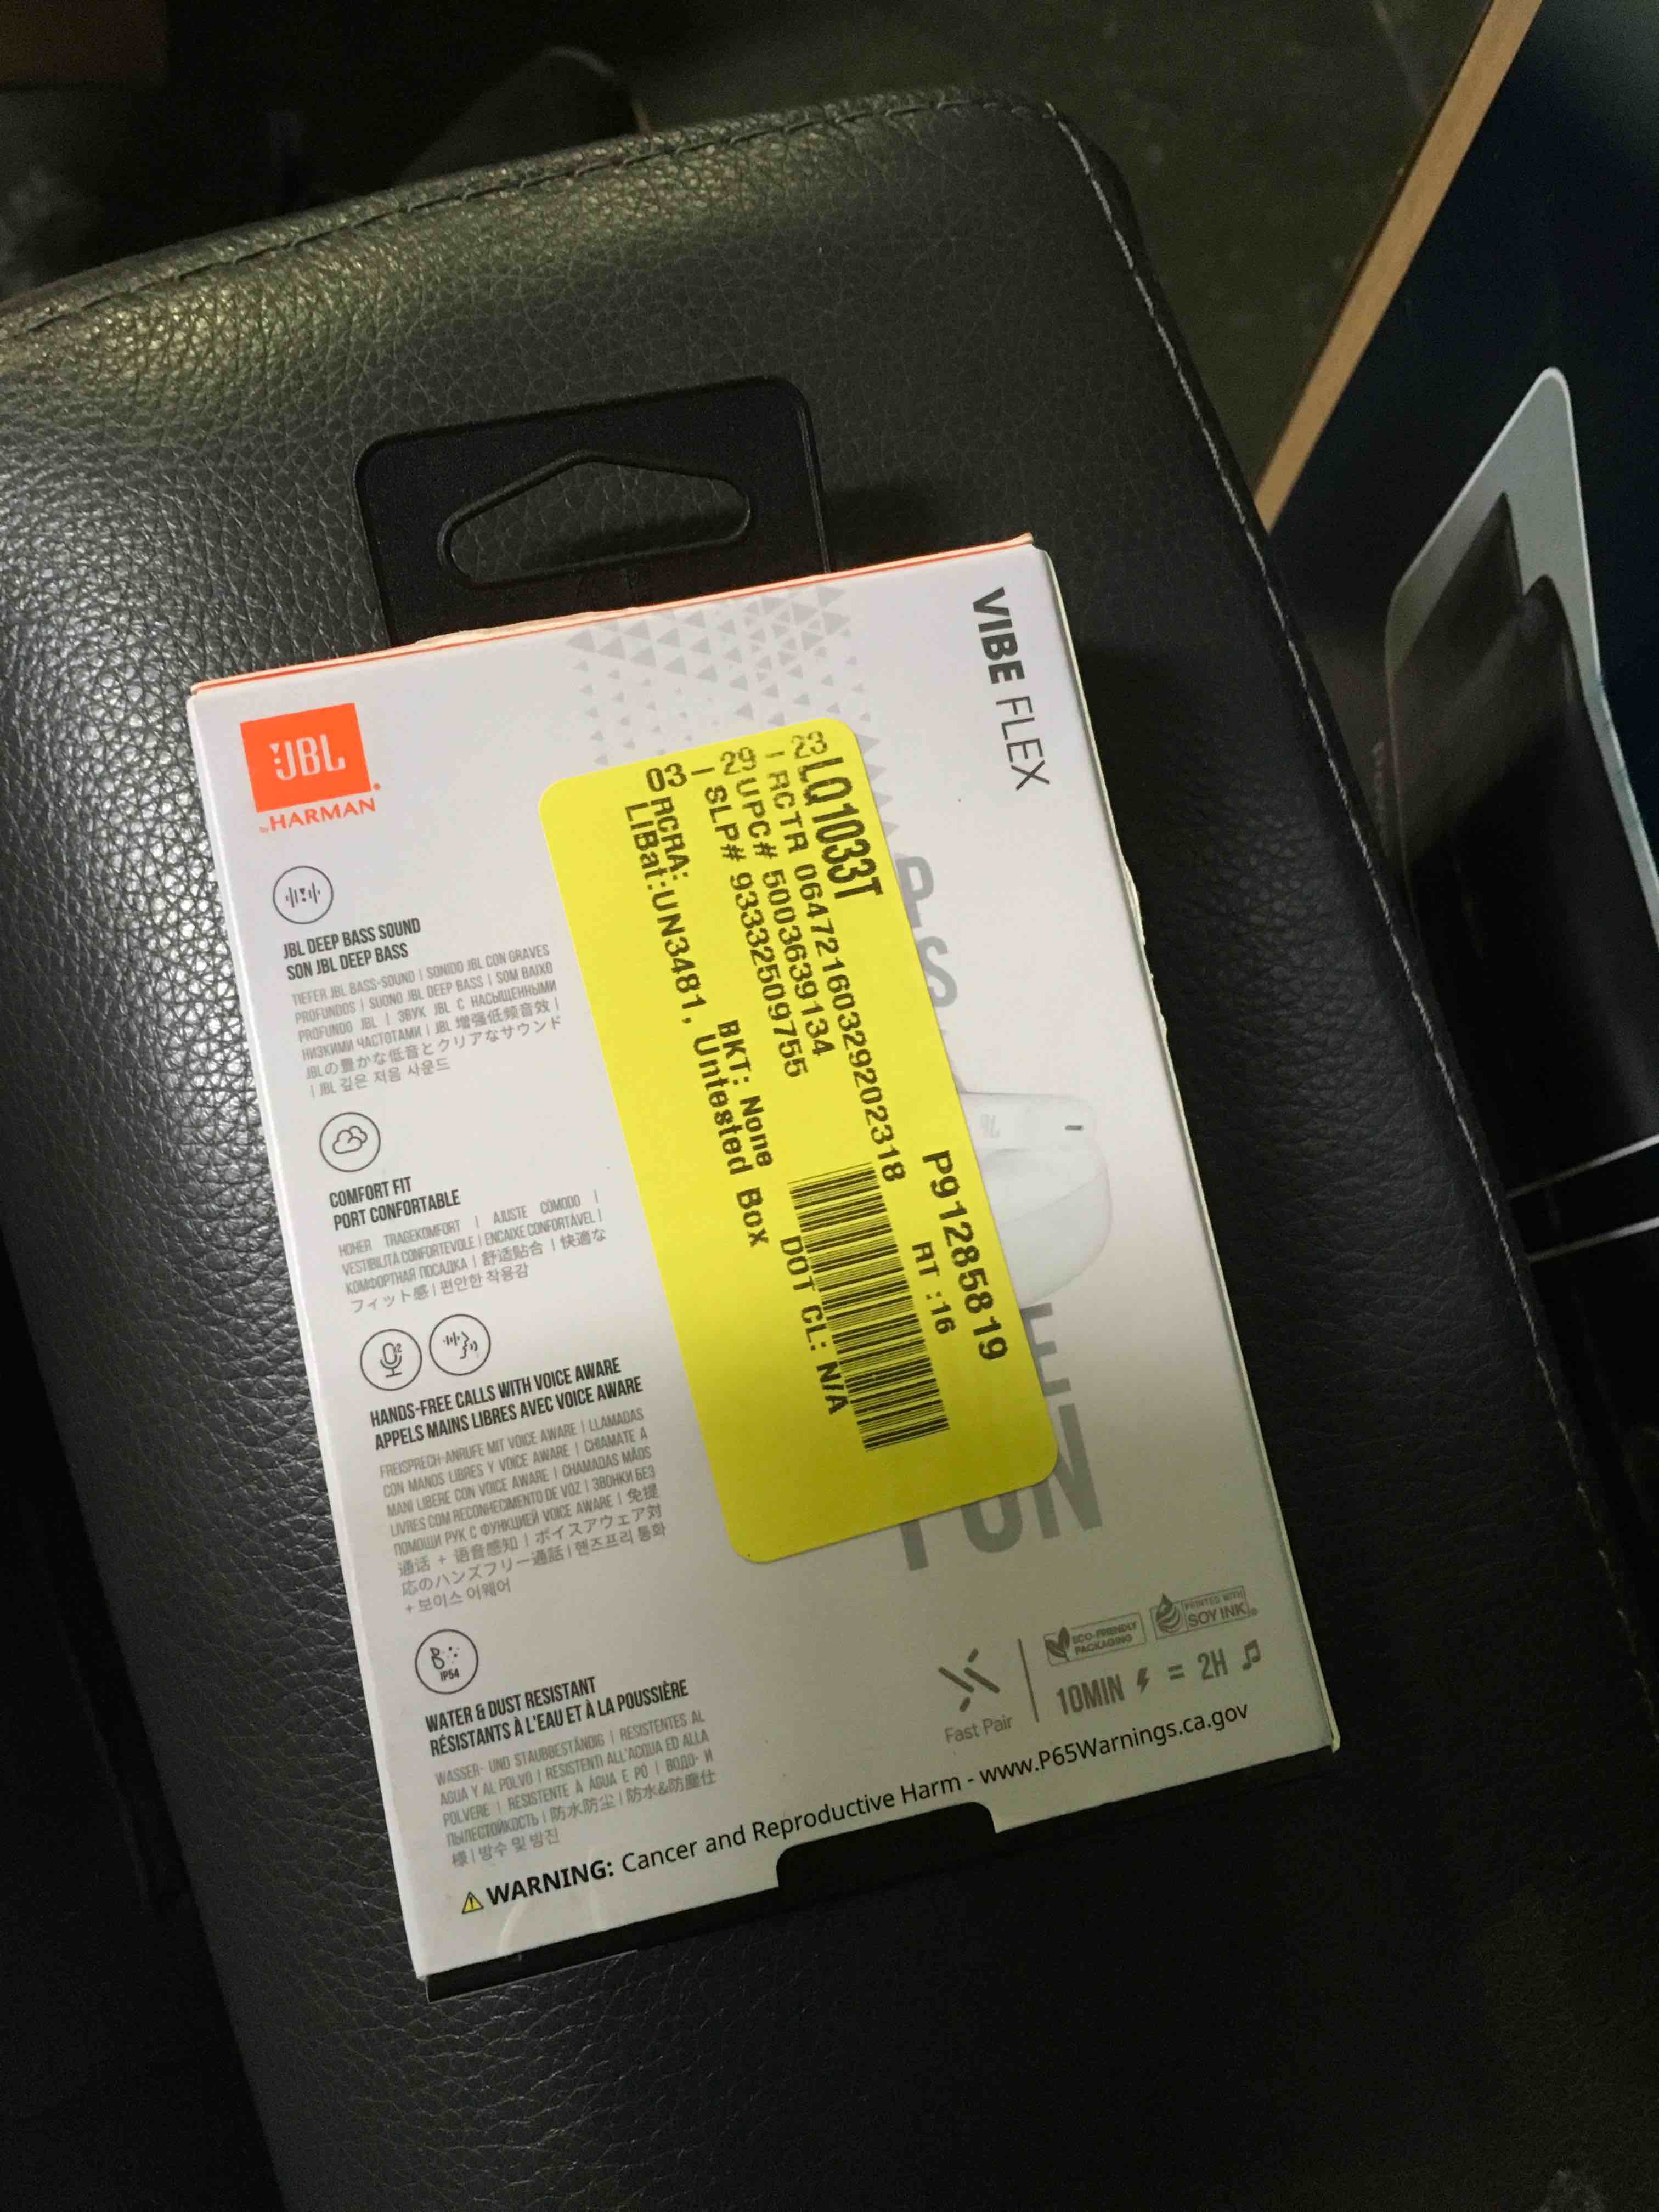 VIBE FLEX
JBL
by HARMAN
JBL DEEP BASS SOUND
SON JBL DEEP BASS
TIEFER JBL BASS-SOUND | SONIDO JBL CON GRAVES
PROFUNDOS | SUONO JBL DEEP BASS | SOM BAIXO
PROFUNDO JBL | ЗВУК JBL С НАСЫЩЕННЫМИ
НИЗКИМИ ЧАСТОТАМИ | JBL 增强低频音效 |
JBLの豊かな低音とクリアなサウンド
| JBL 깊은 저음 사운드
COMFORT FIT
PORT CONFORTABLE
HOHER TRAGEKOMFORT | AJUSTE CÓMODO |
VESTIBILITÀ CONFORTEVOLE | ENCAIXE CONFORTÁVEL |
КОМФОРТНАЯ ПОСАДКА | 舒适贴合 | 快適な
フィット感 | 편안한 착용감
HANDS-FREE CALLS WITH VOICE AWARE
APPELS MAINS LIBRES AVEC VOICE AWARE
FREISPRECH-ANRUFE MIT VOICE AWARE | LLAMADAS
CON MANOS LIBRES Y VOICE AWARE | CHIAMATE A
MANI LIBERE CON VOICE AWARE | CHAMADAS MÃOS
LIVRES COM RECONHECIMENTO DE VOZ | ЗВОНКИ БЕЗ
ПОМОЩИ РУК С ФУНКЦИЕЙ VOICE AWARE | 免提
通话 + 语音感知 | ボイスアウェア対
応のハンズフリー通話 | 핸즈프리 통화
+ 보이스 어웨어
IP54
WATER & DUST RESISTANT
RÉSISTANTS À L'EAU ET À LA POUSSIÈRE
WASSER- UND STAUBBESTÄNDIG | RESISTENTES AL
AGUA Y AL POLVO | RESISTENTI ALL'ACQUA ED ALLA
POLVERE | RESISTENTE À ÁGUA E PÓ | ВОДО- И
ПЫЛЕСТОЙКОСТЬ | 防水防尘 | 防水&防塵仕
様 | 방수 및 방진
P91285819
23 LQ1033T
RT :16
- RCTR 06472160329202318
29 UPC# 5003639134
- SLP# 93332509755
DOT CL: N/A
03 RCRA:
BKT: None
LIBat:UN3481, Untested Box
FUN
ECO-FRIENDLY
PACKAGING
PRINTED WITH
SOY INK
Fast Pair
10MIN = 2H
WARNING: Cancer and Reproductive Harm - www.P65Warnings.ca.gov